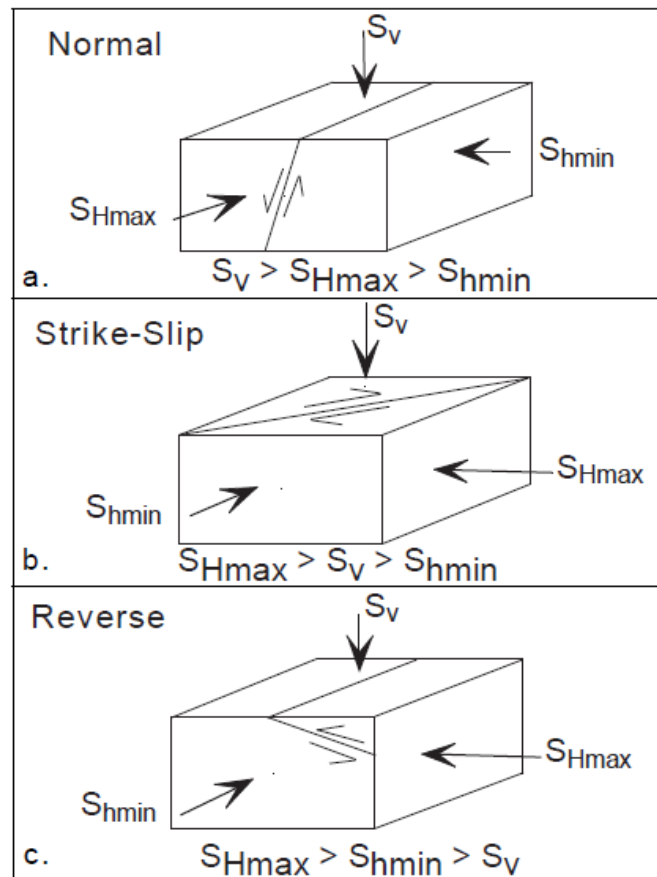 Normal
Sv
Shmin
SHmax
a.
Sv > SHmax > Shmin
Strike-Slip
Sv
SHmax
Shmin
b.
SHmax > Sv > Shmin
Reverse
Sv
SHmax
Shmin
c.
SHmax > Shmin > Sv